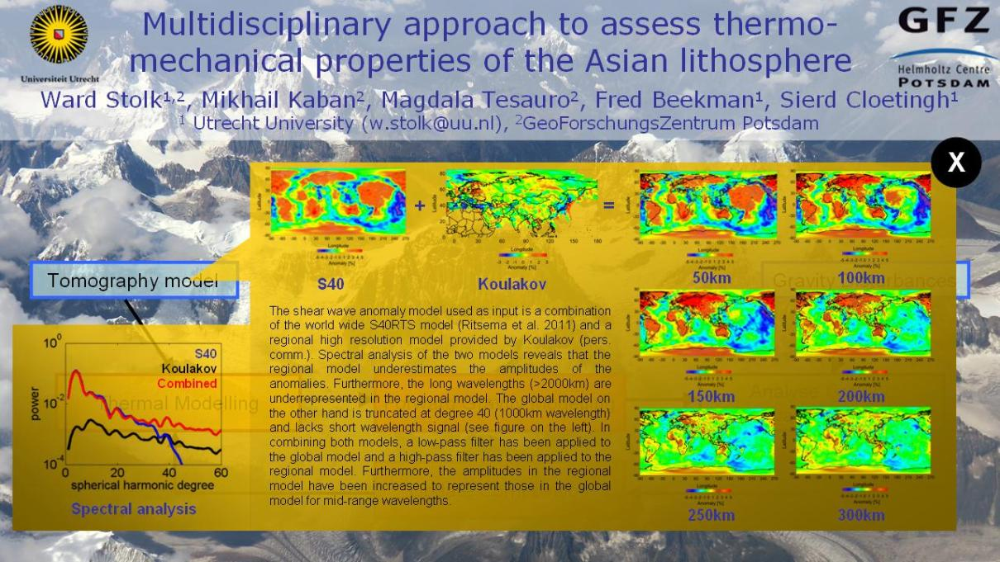 Multidisciplinary approach to assess thermo-
mechanical properties of the Asian lithosphere
Universiteit Utrecht
GFZ
Helmholtz Centre
POTSDAM
Ward Stolk1,2, Mikhail Kaban2, Magdala Tesauro2, Fred Beekman1, Sierd Cloetingh1
1 Utrecht University (w.stolk@uu.nl), 2GeoForschungsZentrum Potsdam
X
+
=
Longitude
Anomaly [%]
Longitude
Anomaly [%]
S40
Koulakov
50km
100km
Tomography model
Gravity disturbances
The shear wave anomaly model used as input is a combination
of the world wide S40RTS model (Ritsema et al. 2011) and a
regional high resolution model provided by Koulakov (pers.
comm.). Spectral analysis of the two models reveals that the
regional model underestimates the amplitudes of the
anomalies. Furthermore, the long wavelengths (>2000km) are
underrepresented in the regional model. The global model on
the other hand is truncated at degree 40 (1000km wavelength)
and lacks short wavelength signal (see figure on the left). In
combining both models, a low-pass filter has been applied to
the global model and a high-pass filter has been applied to the
regional model. Furthermore, the amplitudes in the regional
model have been increased to represent those in the global
model for mid-range wavelengths.
150km
200km
250km
300km
Thermal Modelling
Analyse
S40
Koulakov
Combined
power
10^0
10^-2
10^-4
0 20 40 60
spherical harmonic degree
Spectral analysis